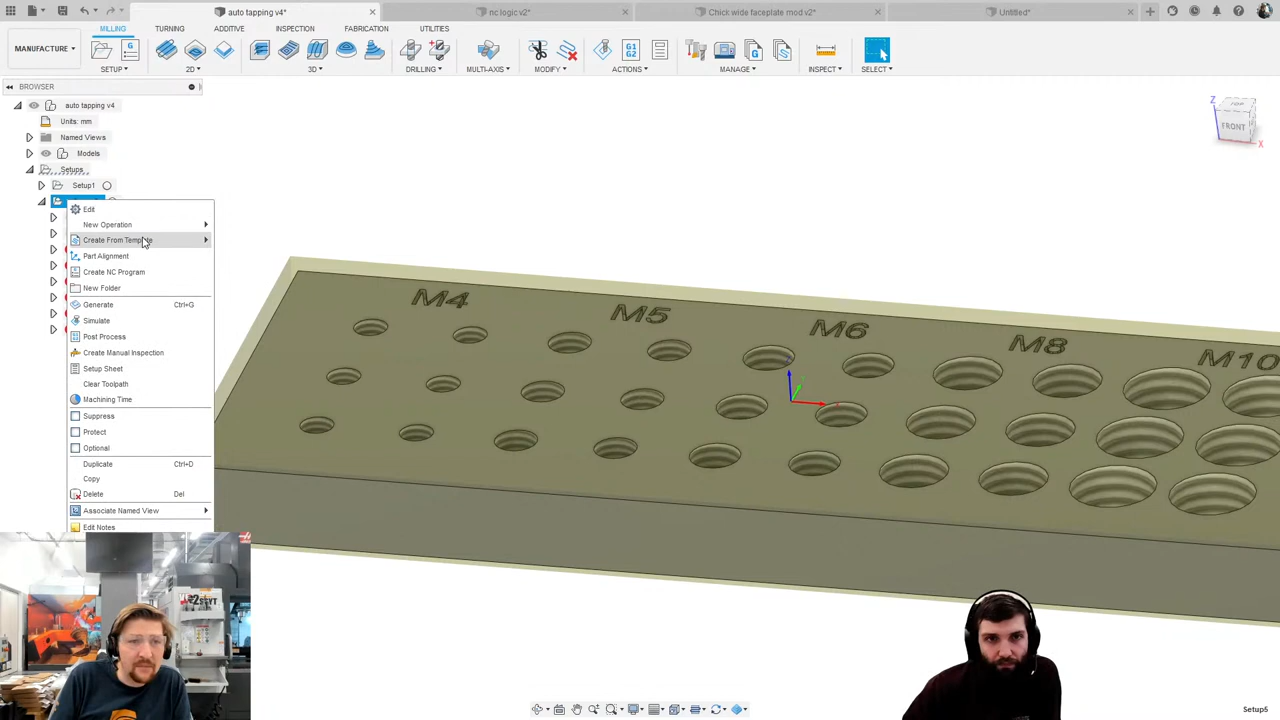 auto tapping v4*
nc logic v2*
Chick wide faceplate mod v2*
Untitled*
MILLING
TURNING
ADDITIVE
INSPECTION
FABRICATION
UTILITIES
MANUFACTURE
SETUP
2D
3D
DRILLING
MULTI-AXIS
MODIFY
ACTIONS
MANAGE
INSPECT
SELECT
G1
G2
BROWSER
auto tapping v4
Units: mm
Named Views
Models
Setups
Setup1
Edit
New Operation
Create From Template
Part Alignment
Create NC Program
New Folder
Generate Ctrl+G
Simulate
Post Process
Create Manual Inspection
Setup Sheet
Clear Toolpath
Machining Time
Suppress
Protect
Optional
Duplicate Ctrl+D
Copy
Delete Del
Associate Named View
Edit Notes
TOP
FRONT
Z
X
M4
M5
M6
M8
M10
Setup5